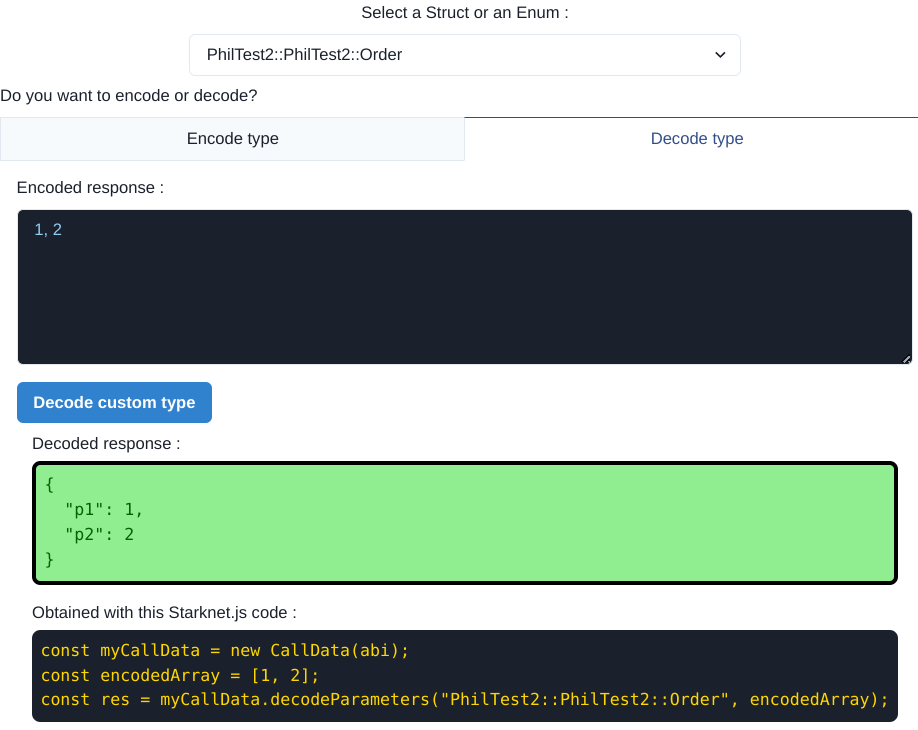 Select a Struct or an Enum :
PhilTest2::PhilTest2::Order
Do you want to encode or decode?
Encode type
Decode type
Encoded response :
1, 2
Decode custom type
Decoded response :
{
  "p1": 1,
  "p2": 2
}
Obtained with this Starknet.js code :
const myCallData = new CallData(abi);
const encodedArray = [1, 2];
const res = myCallData.decodeParameters("PhilTest2::PhilTest2::Order", encodedArray);